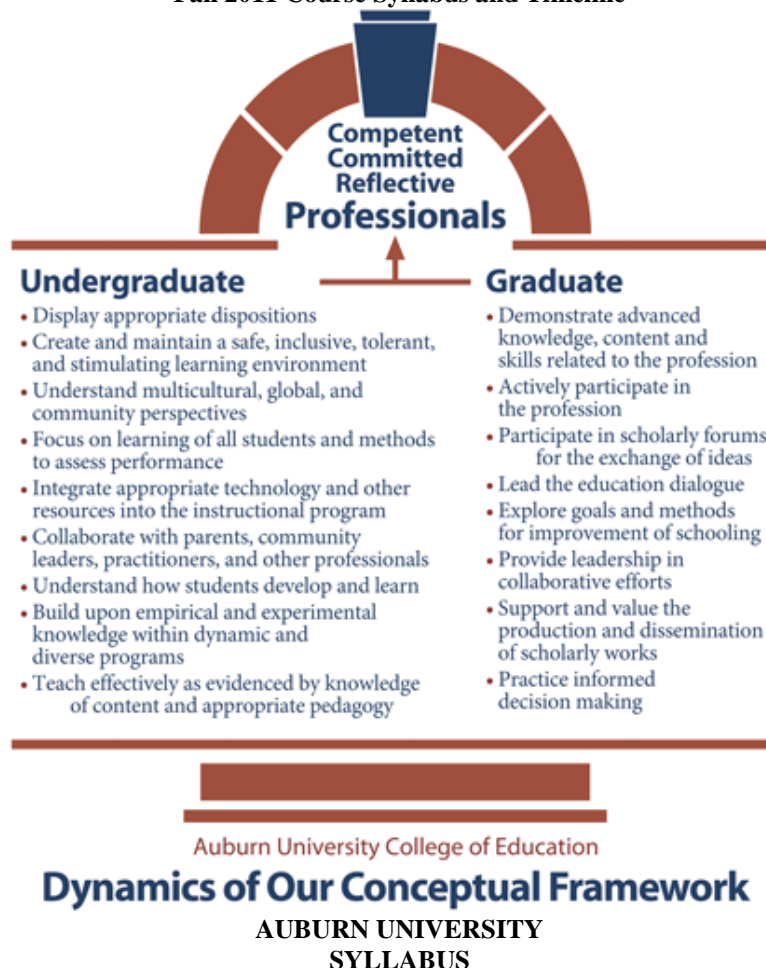 Fall 2011 Course Syllabus and Timeline
Competent
Committed
Reflective
Professionals
Undergraduate
• Display appropriate dispositions
• Create and maintain a safe, inclusive, tolerant,
and stimulating learning environment
• Understand multicultural, global, and
community perspectives
• Focus on learning of all students and methods
to assess performance
• Integrate appropriate technology and other
resources into the instructional program
• Collaborate with parents, community
leaders, practitioners, and other professionals
• Understand how students develop and learn
• Build upon empirical and experimental
knowledge within dynamic and
diverse programs
• Teach effectively as evidenced by knowledge
of content and appropriate pedagogy
Graduate
• Demonstrate advanced
knowledge, content and
skills related to the profession
• Actively participate in
the profession
• Participate in scholarly forums
for the exchange of ideas
• Lead the education dialogue
• Explore goals and methods
for improvement of schooling
• Provide leadership in
collaborative efforts
• Support and value the
production and dissemination
of scholarly works
• Practice informed
decision making
Auburn University College of Education
Dynamics of Our Conceptual Framework
AUBURN UNIVERSITY
SYLLABUS